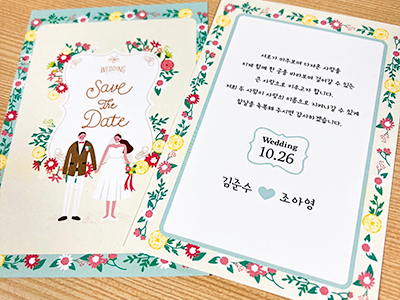 WEDDING
Save
The
Date
서로가 마주보며 다져온 사랑을
이제 함께 한 곳을 바라보며 걸어갈 수 있는
큰 사랑으로 키우고자 합니다.
저희 두 사람이 사랑의 이름으로 지켜나갈 수 있게
앞날을 축복해 주시면 감사하겠습니다.
Wedding
10.26
김준수 조아영